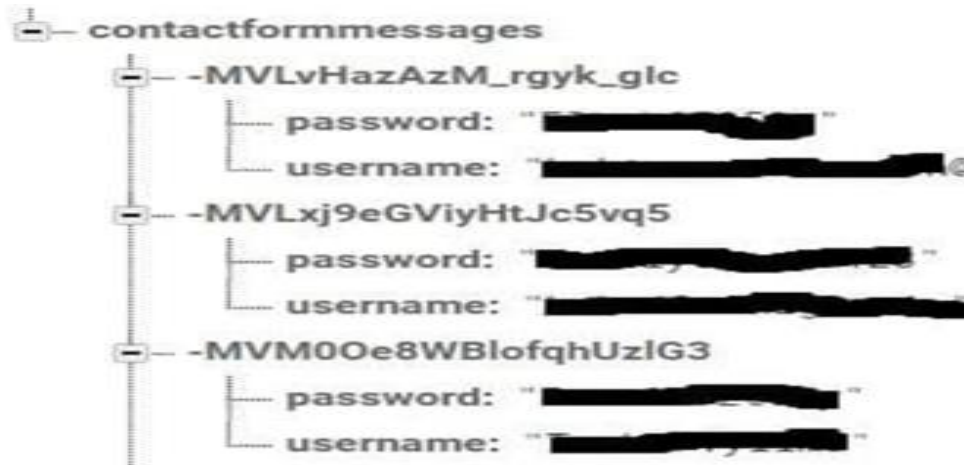 contactformmessages
-MVLvHazAzM_rgyk_glc
password: "
username: "
-MVLxj9eGViyHtJc5vq5
password: "
username: "
-MVM0Oe8WBlofqhUzlG3
password: " "
username: " "